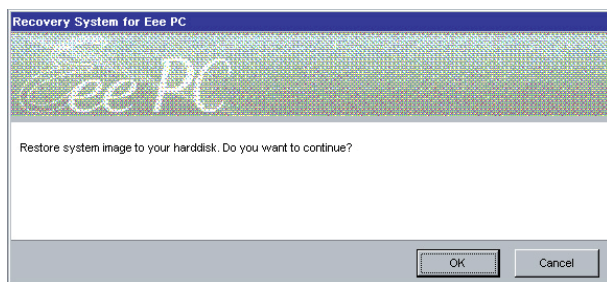 Recovery System for Eee PC
Eee PC
Restore system image to your harddisk. Do you want to continue?
OK
Cancel